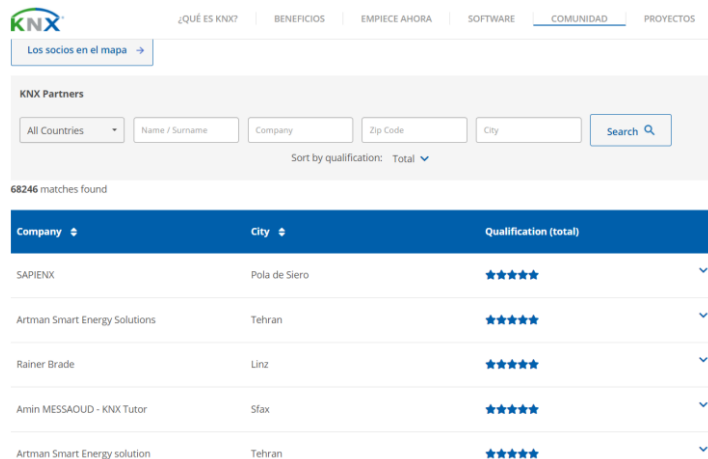 KNX
¿QUÉ ES KNX? BENEFICIOS EMPIECE AHORA SOFTWARE COMUNIDAD PROYECTOS
Los socios en el mapa →
KNX Partners
All Countries Name / Surname Company Zip Code City Search
Sort by qualification: Total
68246 matches found
Company City Qualification (total)
SAPIENX Pola de Siero
Artman Smart Energy Solutions Tehran
Rainer Brade Linz
Amin MESSAOUD - KNX Tutor Sfax
Artman Smart Energy solution Tehran